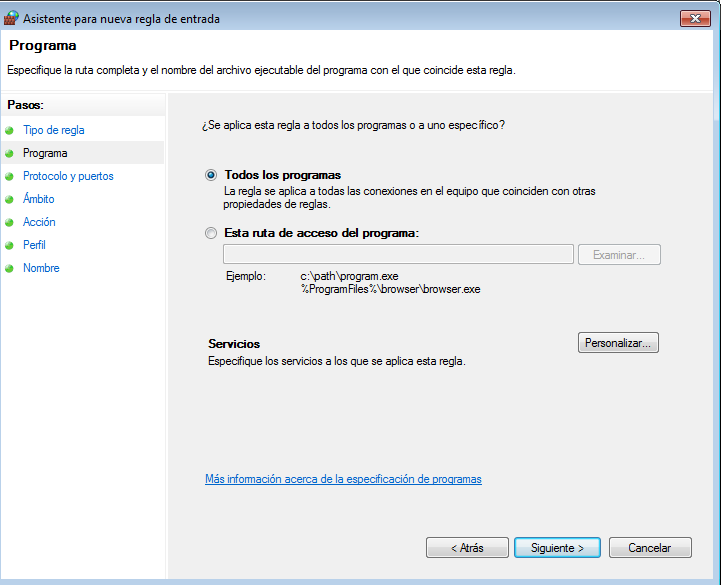 Asistente para nueva regla de entrada
Programa
Especifique la ruta completa y el nombre del archivo ejecutable del programa con el que coincide esta regla.
Pasos:
Tipo de regla
Programa
Protocolo y puertos
Ámbito
Acción
Perfil
Nombre
¿Se aplica esta regla a todos los programas o a uno específico?
Todos los programas
La regla se aplica a todas las conexiones en el equipo que coinciden con otras
propiedades de reglas.
Esta ruta de acceso del programa:
Examinar...
Ejemplo: c:\path\program.exe
%ProgramFiles%\browser\browser.exe
Servicios
Personalizar...
Especifique los servicios a los que se aplica esta regla.
Más información acerca de la especificación de programas
< Atrás Siguiente > Cancelar